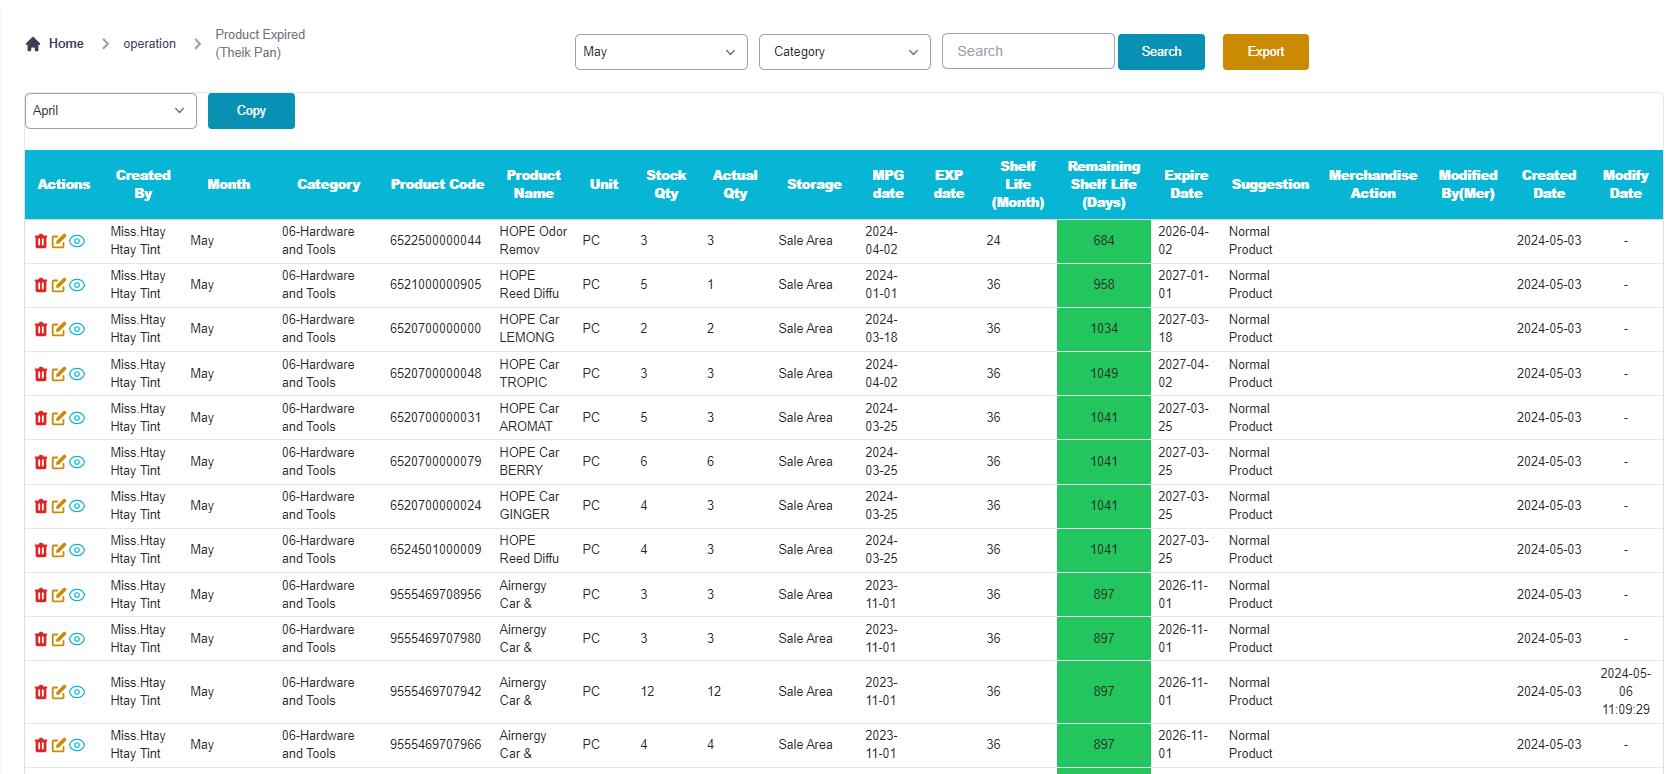 Home > operation > Product Expired
(Theik Pan)
May
Category
Search
Search
Export
April
Copy
Actions Created By Month Category Product Code Product Name Unit Stock Qty Actual Qty Storage MPG date EXP date Shelf Life (Month) Remaining Shelf Life (Days) Expire Date Suggestion Merchandise Action Modified By(Mer) Created Date Modify Date
Miss.Htay Htay Tint May 06-Hardware and Tools 6522500000044 HOPE Odor Remov PC 3 3 Sale Area 2024-04-02 24 684 2026-04-02 Normal Product 2024-05-03 -
Miss.Htay Htay Tint May 06-Hardware and Tools 6521000000905 HOPE Reed Diffu PC 5 1 Sale Area 2024-01-01 36 958 2027-01-01 Normal Product 2024-05-03 -
Miss.Htay Htay Tint May 06-Hardware and Tools 6520700000000 HOPE Car LEMONG PC 2 2 Sale Area 2024-03-18 36 1034 2027-03-18 Normal Product 2024-05-03 -
Miss.Htay Htay Tint May 06-Hardware and Tools 6520700000048 HOPE Car TROPIC PC 3 3 Sale Area 2024-04-02 36 1049 2027-04-02 Normal Product 2024-05-03 -
Miss.Htay Htay Tint May 06-Hardware and Tools 6520700000031 HOPE Car AROMAT PC 5 3 Sale Area 2024-03-25 36 1041 2027-03-25 Normal Product 2024-05-03 -
Miss.Htay Htay Tint May 06-Hardware and Tools 6520700000079 HOPE Car BERRY PC 6 6 Sale Area 2024-03-25 36 1041 2027-03-25 Normal Product 2024-05-03 -
Miss.Htay Htay Tint May 06-Hardware and Tools 6520700000024 HOPE Car GINGER PC 4 3 Sale Area 2024-03-25 36 1041 2027-03-25 Normal Product 2024-05-03 -
Miss.Htay Htay Tint May 06-Hardware and Tools 6524501000009 HOPE Reed Diffu PC 4 3 Sale Area 2024-03-25 36 1041 2027-03-25 Normal Product 2024-05-03 -
Miss.Htay Htay Tint May 06-Hardware and Tools 9555469708956 Airnergy Car & PC 3 3 Sale Area 2023-11-01 36 897 2026-11-01 Normal Product 2024-05-03 -
Miss.Htay Htay Tint May 06-Hardware and Tools 9555469707980 Airnergy Car & PC 3 3 Sale Area 2023-11-01 36 897 2026-11-01 Normal Product 2024-05-03 -
Miss.Htay Htay Tint May 06-Hardware and Tools 9555469707942 Airnergy Car & PC 12 12 Sale Area 2023-11-01 36 897 2026-11-01 Normal Product 2024-05-03 2024-05-06 11:09:29
Miss.Htay Htay Tint May 06-Hardware and Tools 9555469707966 Airnergy Car & PC 4 4 Sale Area 2023-11-01 36 897 2026-11-01 Normal Product 2024-05-03 -